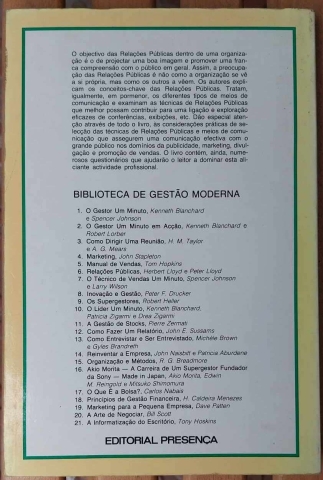 O objectivo das Relações Públicas dentro de uma organiza-
ção é o de projectar uma boa imagem e promover uma fran-
ca compreensão com o público em geral. Assim, a preocupa-
ção das Relações Públicas é não como a organização se vê
a si própria, mas como os outros a vêem. Os autores expli-
cam os conceitos-chave das Relações Públicas. Tratam,
igualmente, em pormenor, os diferentes tipos de meios de
comunicação e examinam as técnicas de Relações Públicas
que melhor possam contribuir para uma ligação e exploração
eficazes de conferências, exibições, etc. Dão especial aten-
ção através de todo o livro, às considerações práticas de se-
lecção das técnicas de Relações Públicas e meios de comu-
nicação que assegurem uma comunicação efectiva com o
grande público nos domínios da publicidade, marketing, divul-
gação e promoção de vendas. O livro contém, ainda, nume-
rosos questionários que ajudarão o leitor a dominar esta ali-
ciante actividade profissional.
BIBLIOTECA DE GESTÃO MODERNA
1. O Gestor Um Minuto, Kenneth Blanchard
e Spencer Johnson
2. O Gestor Um Minuto em Acção, Kenneth Blanchard e
Robert Lorber
3. Como Dirigir Uma Reunião, H. M. Taylor
e A. G. Mears
4. Marketing, John Stapleton
5. Manual de Vendas, Tom Hopkins
6. Relações Públicas, Herbert Lloyd e Peter Lloyd
7. O Técnico de Vendas Um Minuto, Spencer Johnson
e Larry Wilson
8. Inovação e Gestão, Peter F. Drucker
9. Os Supergestores, Robert Heller
10. O Líder Um Minuto, Kenneth Blanchard,
Patricia Zigarmi e Drea Zigarmi
11. A Gestão de Stocks, Pierre Zermati
12. Como Fazer Um Relatório, John E. Sussams
13. Como Entrevistar e Ser Entrevistado, Michèle Brown
e Gyles Brandreth
14. Reinventar a Empresa, John Naisbitt e Patricia Aburdene
15. Organização e Métodos, R. G. Breadmore
16. Akio Morita — A Carreira de Um Supergestor Fundador
da Sony — Made in Japan, Akio Morita, Edwin
M. Reingold e Mitsuko Shimomura
17. O Que É a Bolsa?, Carlos Nabais
18. Princípios de Gestão Financeira, H. Caldeira Menezes
19. Marketing para a Pequena Empresa, Dave Patten
20. A Arte de Negociar, Bill Scott
21. A Informatização do Escritório, Tony Hoskins
EDITORIAL PRESENÇA